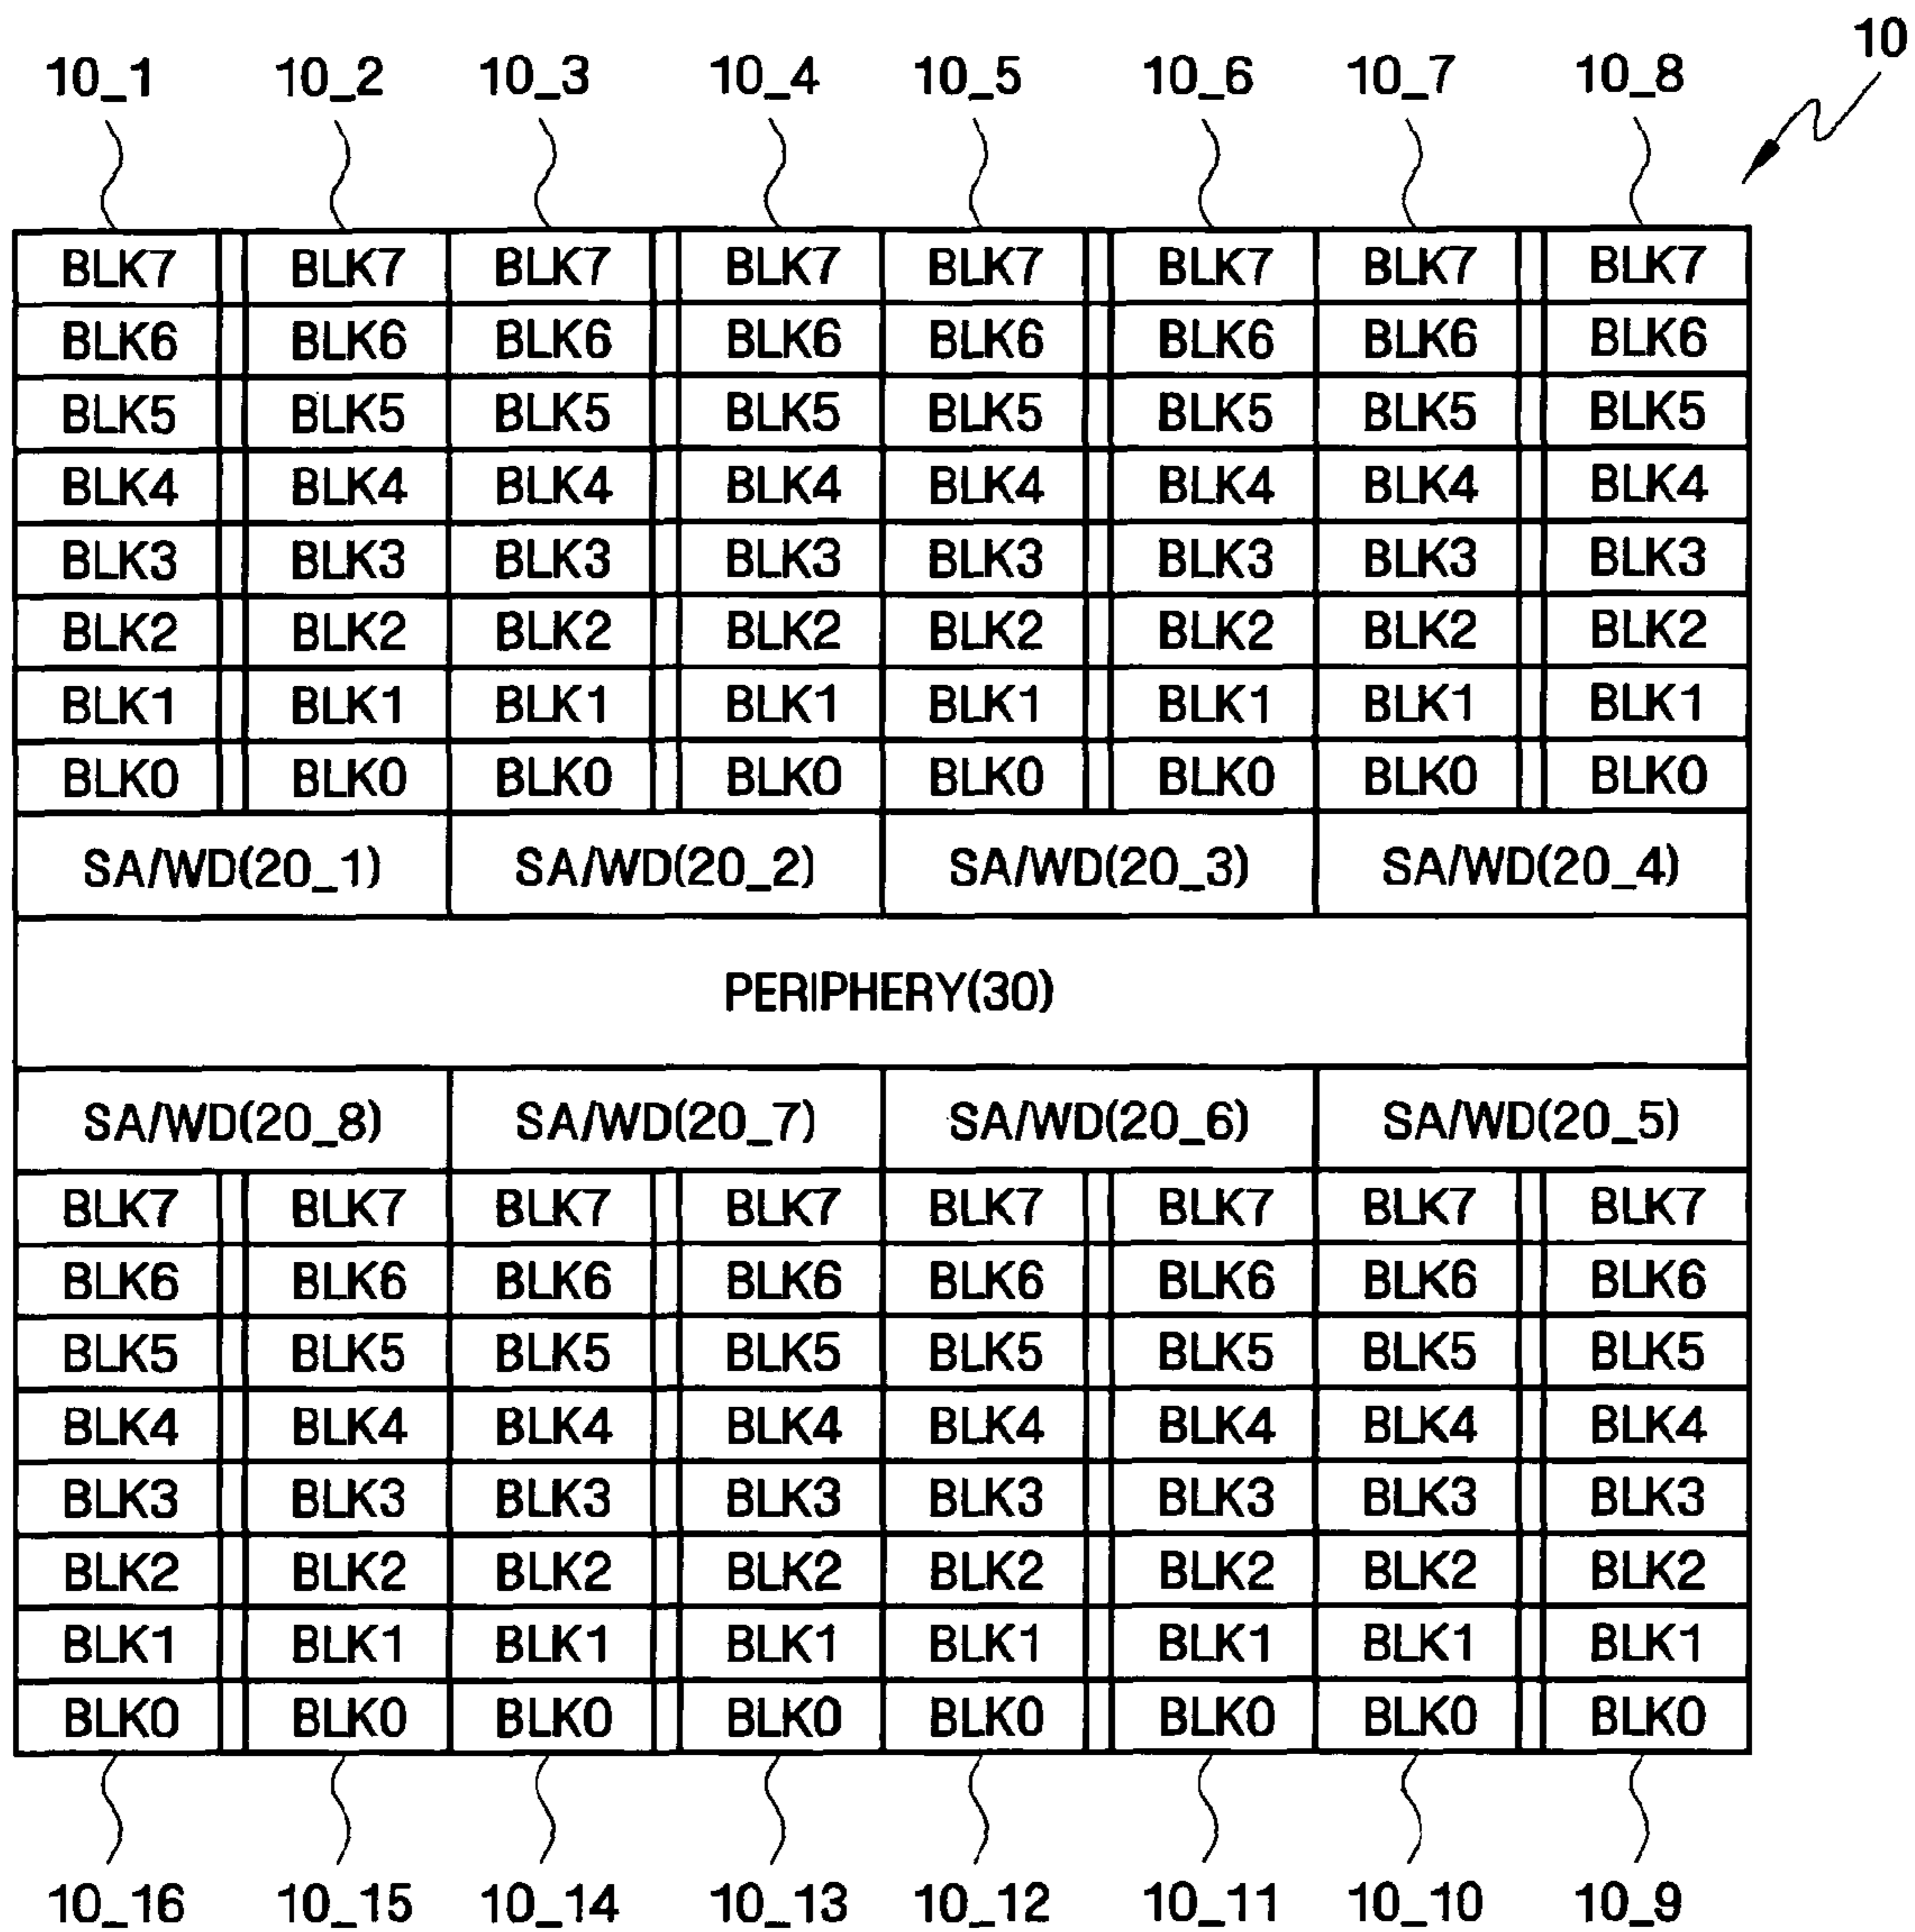 10
10_1 10_2 10_3 10_4 10_5 10_6 10_7 10_8
BLK7 BLK7 BLK7 BLK7 BLK7 BLK7 BLK7 BLK7
BLK6 BLK6 BLK6 BLK6 BLK6 BLK6 BLK6 BLK6
BLK5 BLK5 BLK5 BLK5 BLK5 BLK5 BLK5 BLK5
BLK4 BLK4 BLK4 BLK4 BLK4 BLK4 BLK4 BLK4
BLK3 BLK3 BLK3 BLK3 BLK3 BLK3 BLK3 BLK3
BLK2 BLK2 BLK2 BLK2 BLK2 BLK2 BLK2 BLK2
BLK1 BLK1 BLK1 BLK1 BLK1 BLK1 BLK1 BLK1
BLK0 BLK0 BLK0 BLK0 BLK0 BLK0 BLK0 BLK0
SA/WD(20_1) SA/WD(20_2) SA/WD(20_3) SA/WD(20_4)
PERIPHERY(30)
SA/WD(20_8) SA/WD(20_7) SA/WD(20_6) SA/WD(20_5)
BLK7 BLK7 BLK7 BLK7 BLK7 BLK7 BLK7 BLK7
BLK6 BLK6 BLK6 BLK6 BLK6 BLK6 BLK6 BLK6
BLK5 BLK5 BLK5 BLK5 BLK5 BLK5 BLK5 BLK5
BLK4 BLK4 BLK4 BLK4 BLK4 BLK4 BLK4 BLK4
BLK3 BLK3 BLK3 BLK3 BLK3 BLK3 BLK3 BLK3
BLK2 BLK2 BLK2 BLK2 BLK2 BLK2 BLK2 BLK2
BLK1 BLK1 BLK1 BLK1 BLK1 BLK1 BLK1 BLK1
BLK0 BLK0 BLK0 BLK0 BLK0 BLK0 BLK0 BLK0
10_16 10_15 10_14 10_13 10_12 10_11 10_10 10_9